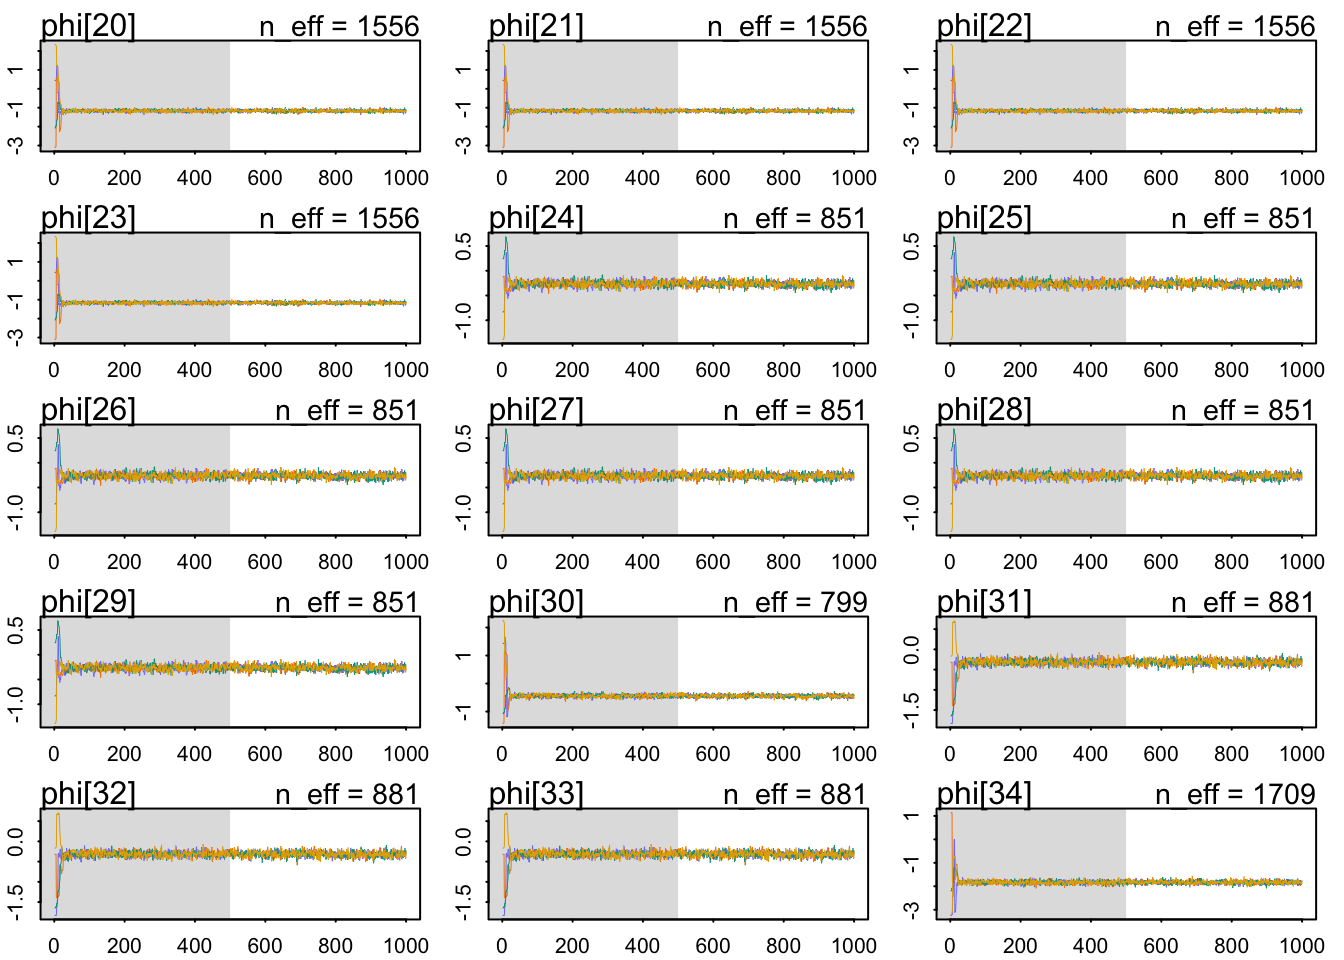 phi[20] n_eff = 1556 phi[21] n_eff = 1556 phi[22] n_eff = 1556
1 1 1
-1 -1 -1
-3 -3 -3
0 200 400 600 800 1000 0 200 400 600 800 1000 0 200 400 600 800 1000
phi[23] n_eff = 1556 phi[24] n_eff = 851 phi[25] n_eff = 851
1 0.5 0.5
-1
-3 -1.0 -1.0
0 200 400 600 800 1000 0 200 400 600 800 1000 0 200 400 600 800 1000
phi[26] n_eff = 851 phi[27] n_eff = 851 phi[28] n_eff = 851
0.5 0.5 0.5
-1.0 -1.0 -1.0
0 200 400 600 800 1000 0 200 400 600 800 1000 0 200 400 600 800 1000
phi[29] n_eff = 851 phi[30] n_eff = 799 phi[31] n_eff = 881
0.5 1 0.0
-1.0 -1 -1.5
0 200 400 600 800 1000 0 200 400 600 800 1000 0 200 400 600 800 1000
phi[32] n_eff = 881 phi[33] n_eff = 881 phi[34] n_eff = 1709
0.0 0.0 1
-1
-1.5 -1.5 -3
0 200 400 600 800 1000 0 200 400 600 800 1000 0 200 400 600 800 1000